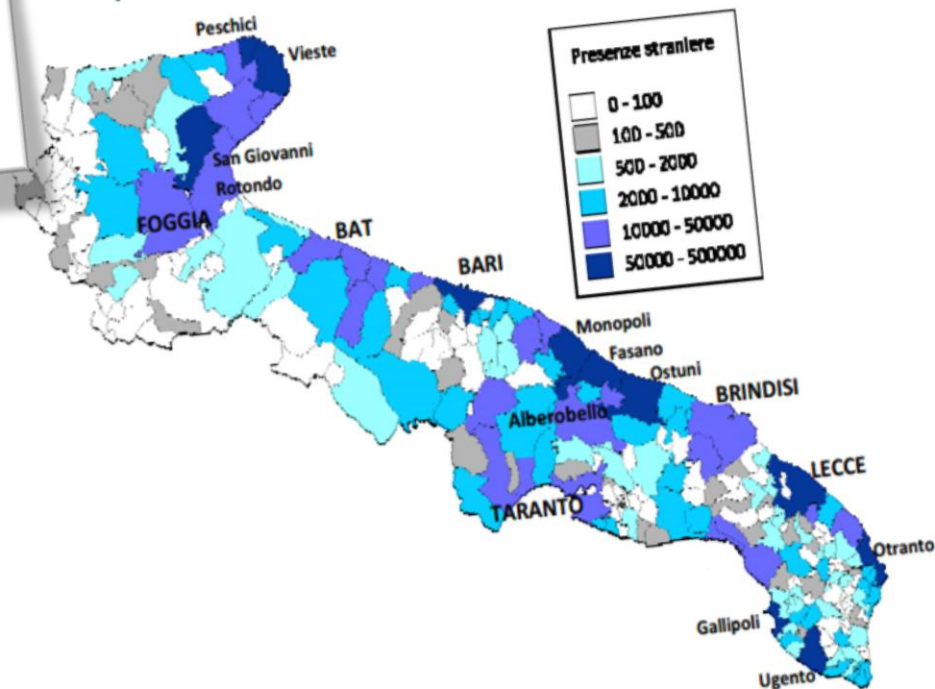 Peschici
Vieste
San Giovanni
Rotondo
FOGGIA
BAT
BARI
Monopoli
Fasano
Ostuni
BRINDISI
Alberobello
LECCE
TARANTO
Otranto
Gallipoli
Ugento
Presenze straniere
0 - 100
100 - 500
500 - 2000
2000 - 10000
10000 - 50000
50000 - 500000